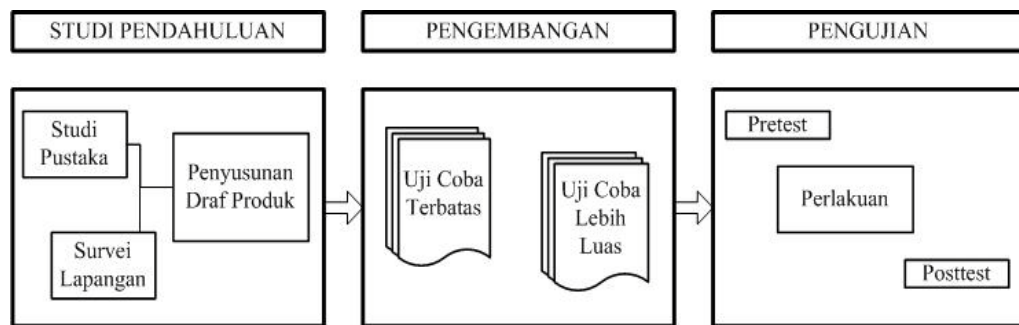 STUDI PENDAHULUAN
PENGEMBANGAN
PENGUJIAN
Studi
Pustaka
Survei
Lapangan
Penyusunan
Draf Produk
Uji Coba
Terbatas
Uji Coba
Lebih
Luas
Pretest
Perlakuan
Posttest